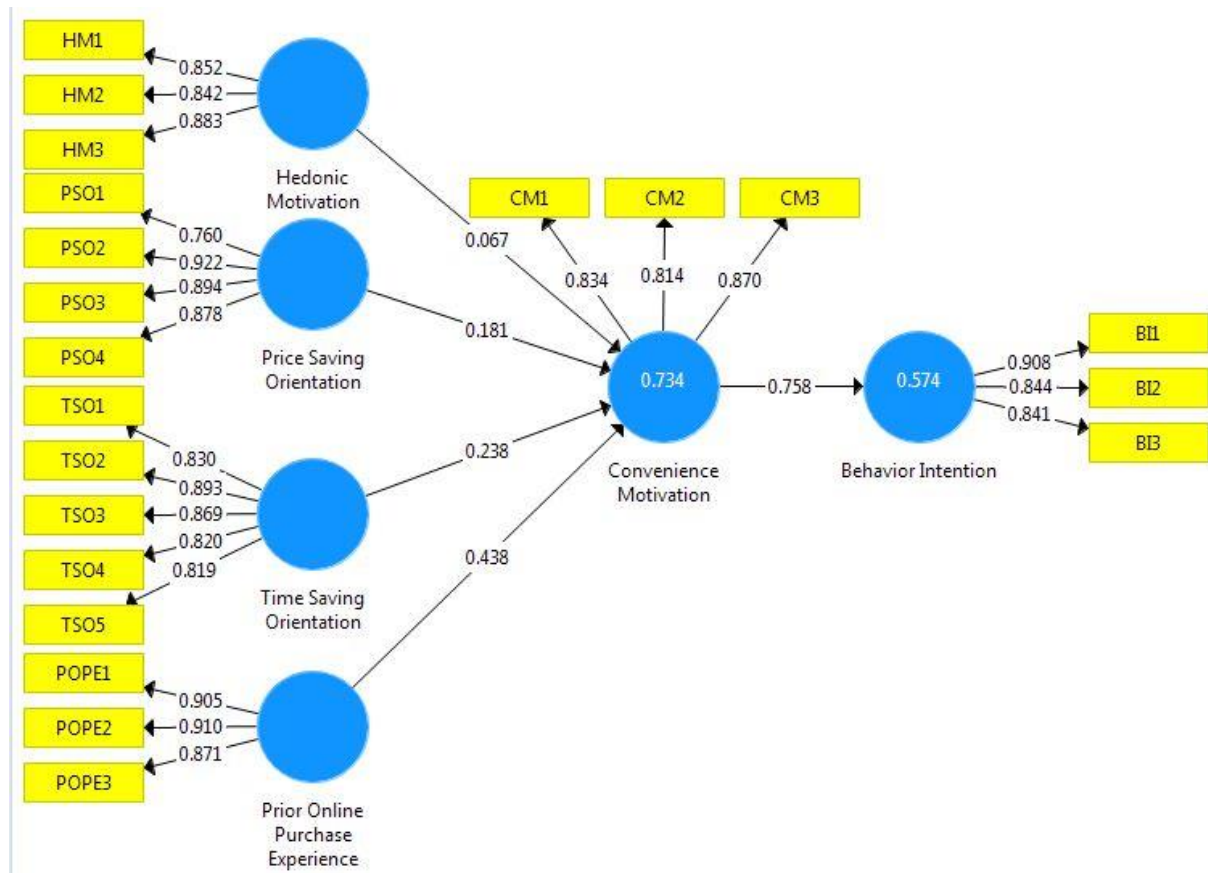 HM1
0.852
HM2
0.842
HM3
0.883
Hedonic
Motivation
PSO1
0.760
PSO2
0.922
PSO3
0.894
PSO4
0.878
Price Saving
Orientation
TSO1
0.830
TSO2
0.893
TSO3
0.869
TSO4
0.820
TSO5
0.819
Time Saving
Orientation
POPE1
0.905
POPE2
0.910
POPE3
0.871
Prior Online
Purchase
Experience
0.067
0.181
0.238
0.438
CM1
CM2
CM3
0.834
0.814
0.870
0.734
Convenience
Motivation
0.758
0.574
Behavior Intention
BI1
0.908
BI2
0.844
BI3
0.841